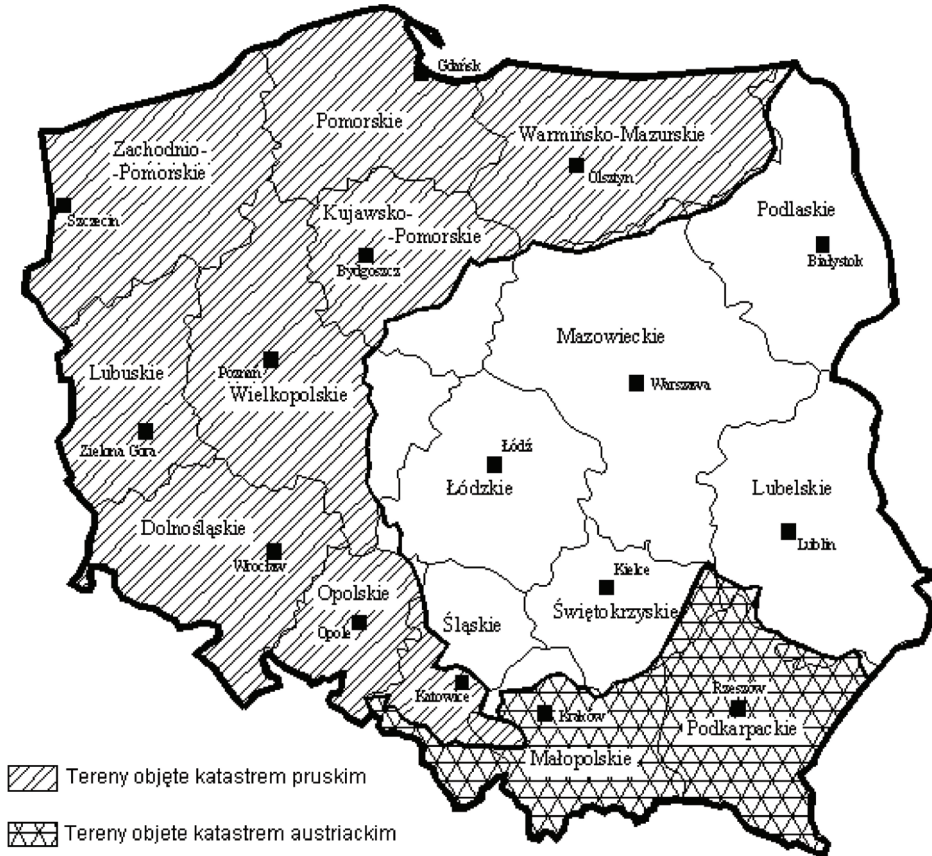 Gdańsk
Pomorskie
Warmińsko-Mazurskie
Zachodnio-
-Pomorskie
Olsztyn
Szczecin
Kujawsko-
-Pomorskie
Podlaskie
Bydgoszcz
Białystok
Mazowieckie
Lubuskie
Poznań
Wielkopolskie
Warszawa
Zielona Góra
Łódź
Łódzkie
Lubelskie
Dolnośląskie
Lublin
Wrocław
Kielce
Opolskie
Świętokrzyskie
Śląskie
Opole
Katowice
Rzeszów
Kraków
Podkarpackie
Małopolskie
Tereny objęte katastrem pruskim
Tereny objete katastrem austriackim